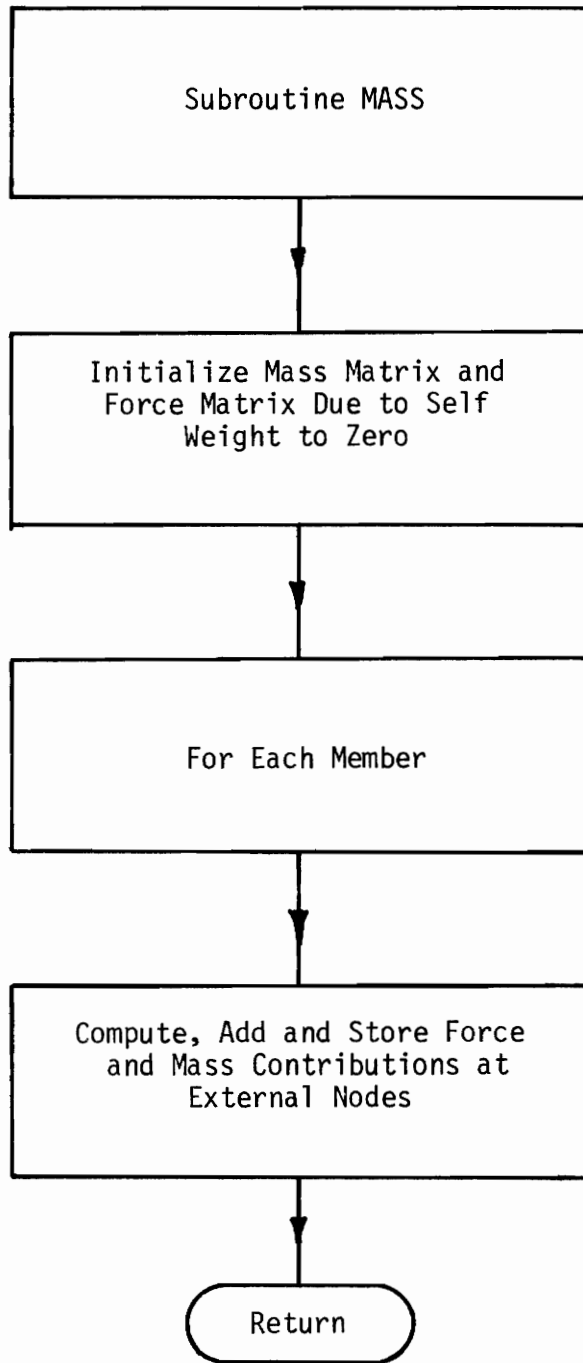 Subroutine MASS
Initialize Mass Matrix and
Force Matrix Due to Self
Weight to Zero
For Each Member
Compute, Add and Store Force
and Mass Contributions at
External Nodes
Return